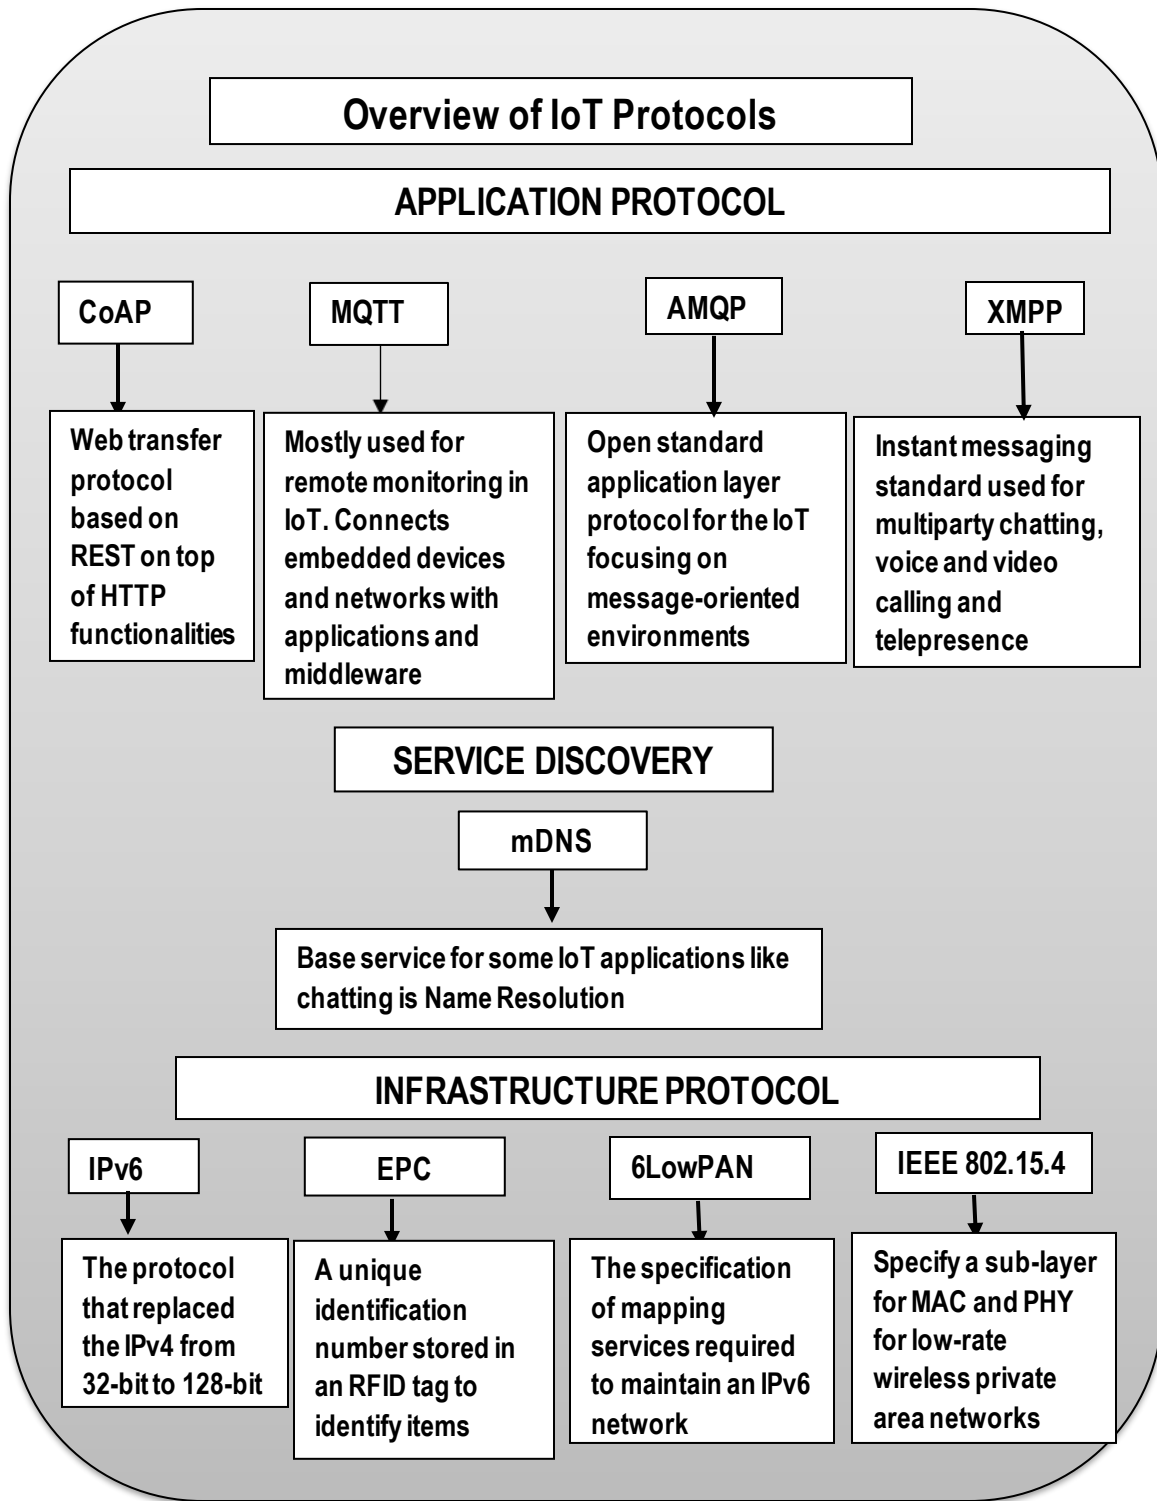 Overview of IoT Protocols
APPLICATION PROTOCOL
CoAP
MQTT
AMQP
XMPP
Web transfer
protocol
based on
REST on top
of HTTP
functionalities
Mostly used for
remote monitoring in
IoT. Connects
embedded devices
and networks with
applications and
middleware
Open standard
application layer
protocol for the IoT
focusing on
message-oriented
environments
Instant messaging
standard used for
multiparty chatting,
voice and video
calling and
telepresence
SERVICE DISCOVERY
mDNS
Base service for some IoT applications like
chatting is Name Resolution
INFRASTRUCTURE PROTOCOL
IPv6
EPC
6LowPAN
IEEE 802.15.4
The protocol
that replaced
the IPv4 from
32-bit to 128-bit
A unique
identification
number stored in
an RFID tag to
identify items
The specification
of mapping
services required
to maintain an IPv6
network
Specify a sub-layer
for MAC and PHY
for low-rate
wireless private
area networks